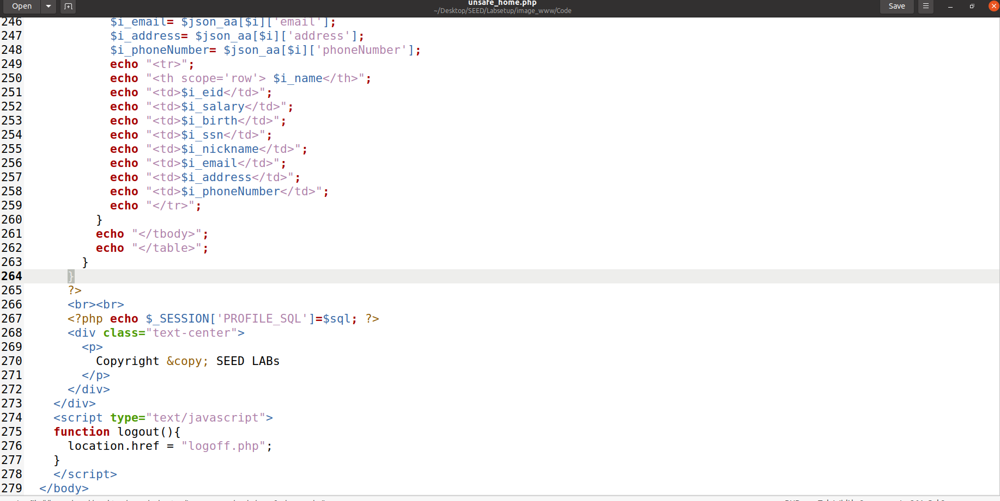 Open
unsafe_home.php
~/Desktop/SEED/Labsetup/image_www/Code
Save
246 $i_email= $json_aa[$i]['email'];
247 $i_address= $json_aa[$i]['address'];
248 $i_phoneNumber= $json_aa[$i]['phoneNumber'];
249 echo "<tr>";
250 echo "<th scope='row'> $i_name</th>";
251 echo "<td>$i_eid</td>";
252 echo "<td>$i_salary</td>";
253 echo "<td>$i_birth</td>";
254 echo "<td>$i_ssn</td>";
255 echo "<td>$i_nickname</td>";
256 echo "<td>$i_email</td>";
257 echo "<td>$i_address</td>";
258 echo "<td>$i_phoneNumber</td>";
259 echo "</tr>";
260 }
261 echo "</tbody>";
262 echo "</table>";
263 }
264 }
265 ?>
266 <br><br>
267 <?php echo $_SESSION['PROFILE_SQL']=$sql; ?>
268 <div class="text-center">
269 <p>
270 Copyright &copy; SEED LABs
271 </p>
272 </div>
273 </div>
274 <script type="text/javascript">
275 function logout(){
276 location.href = "logoff.php";
277 }
278 </script>
279 </body>